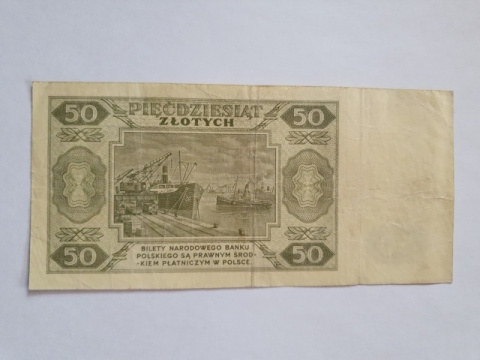 50 PIĘĆDZIESIĄT 50
ZŁOTYCH
BILETY NARODOWEGO BANKU
POLSKIEGO SĄ PRAWNYM ŚROD-
KIEM PŁATNICZYM W POLSCE.
50 50